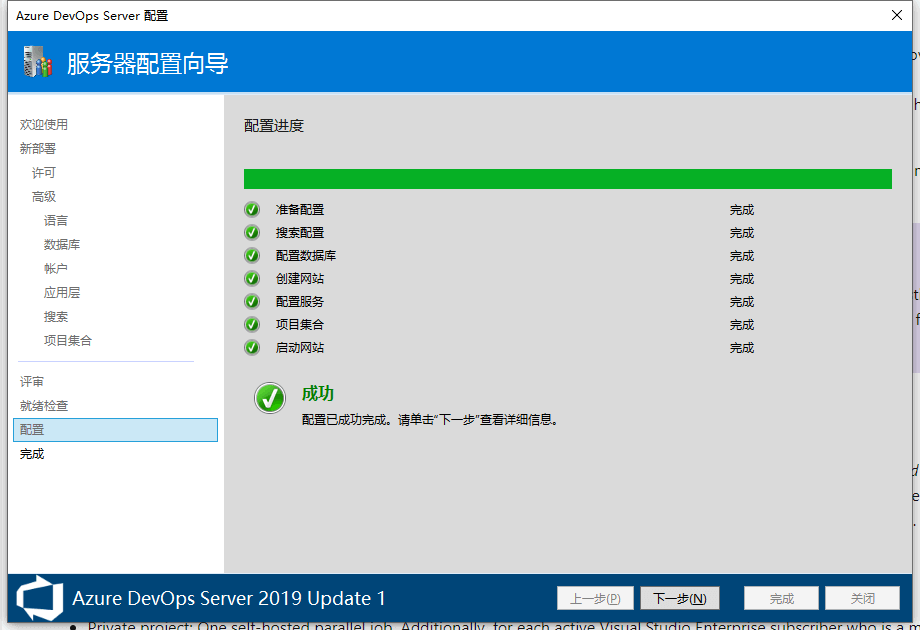 Azure DevOps Server 配置
服务器配置向导
欢迎使用
新部署
许可
高级
语言
数据库
帐户
应用层
搜索
项目集合
评审
就绪检查
配置
完成
配置进度
准备配置 完成
搜索配置 完成
配置数据库 完成
创建网站 完成
配置服务 完成
项目集合 完成
启动网站 完成
成功
配置已成功完成。请单击“下一步”查看详细信息。
Azure DevOps Server 2019 Update 1
上一步(P) 下一步(N) 完成 关闭
Private project: One self-hosted parallel job. Additionally, for each active Visual Studio Enterprise subscriber who is a m